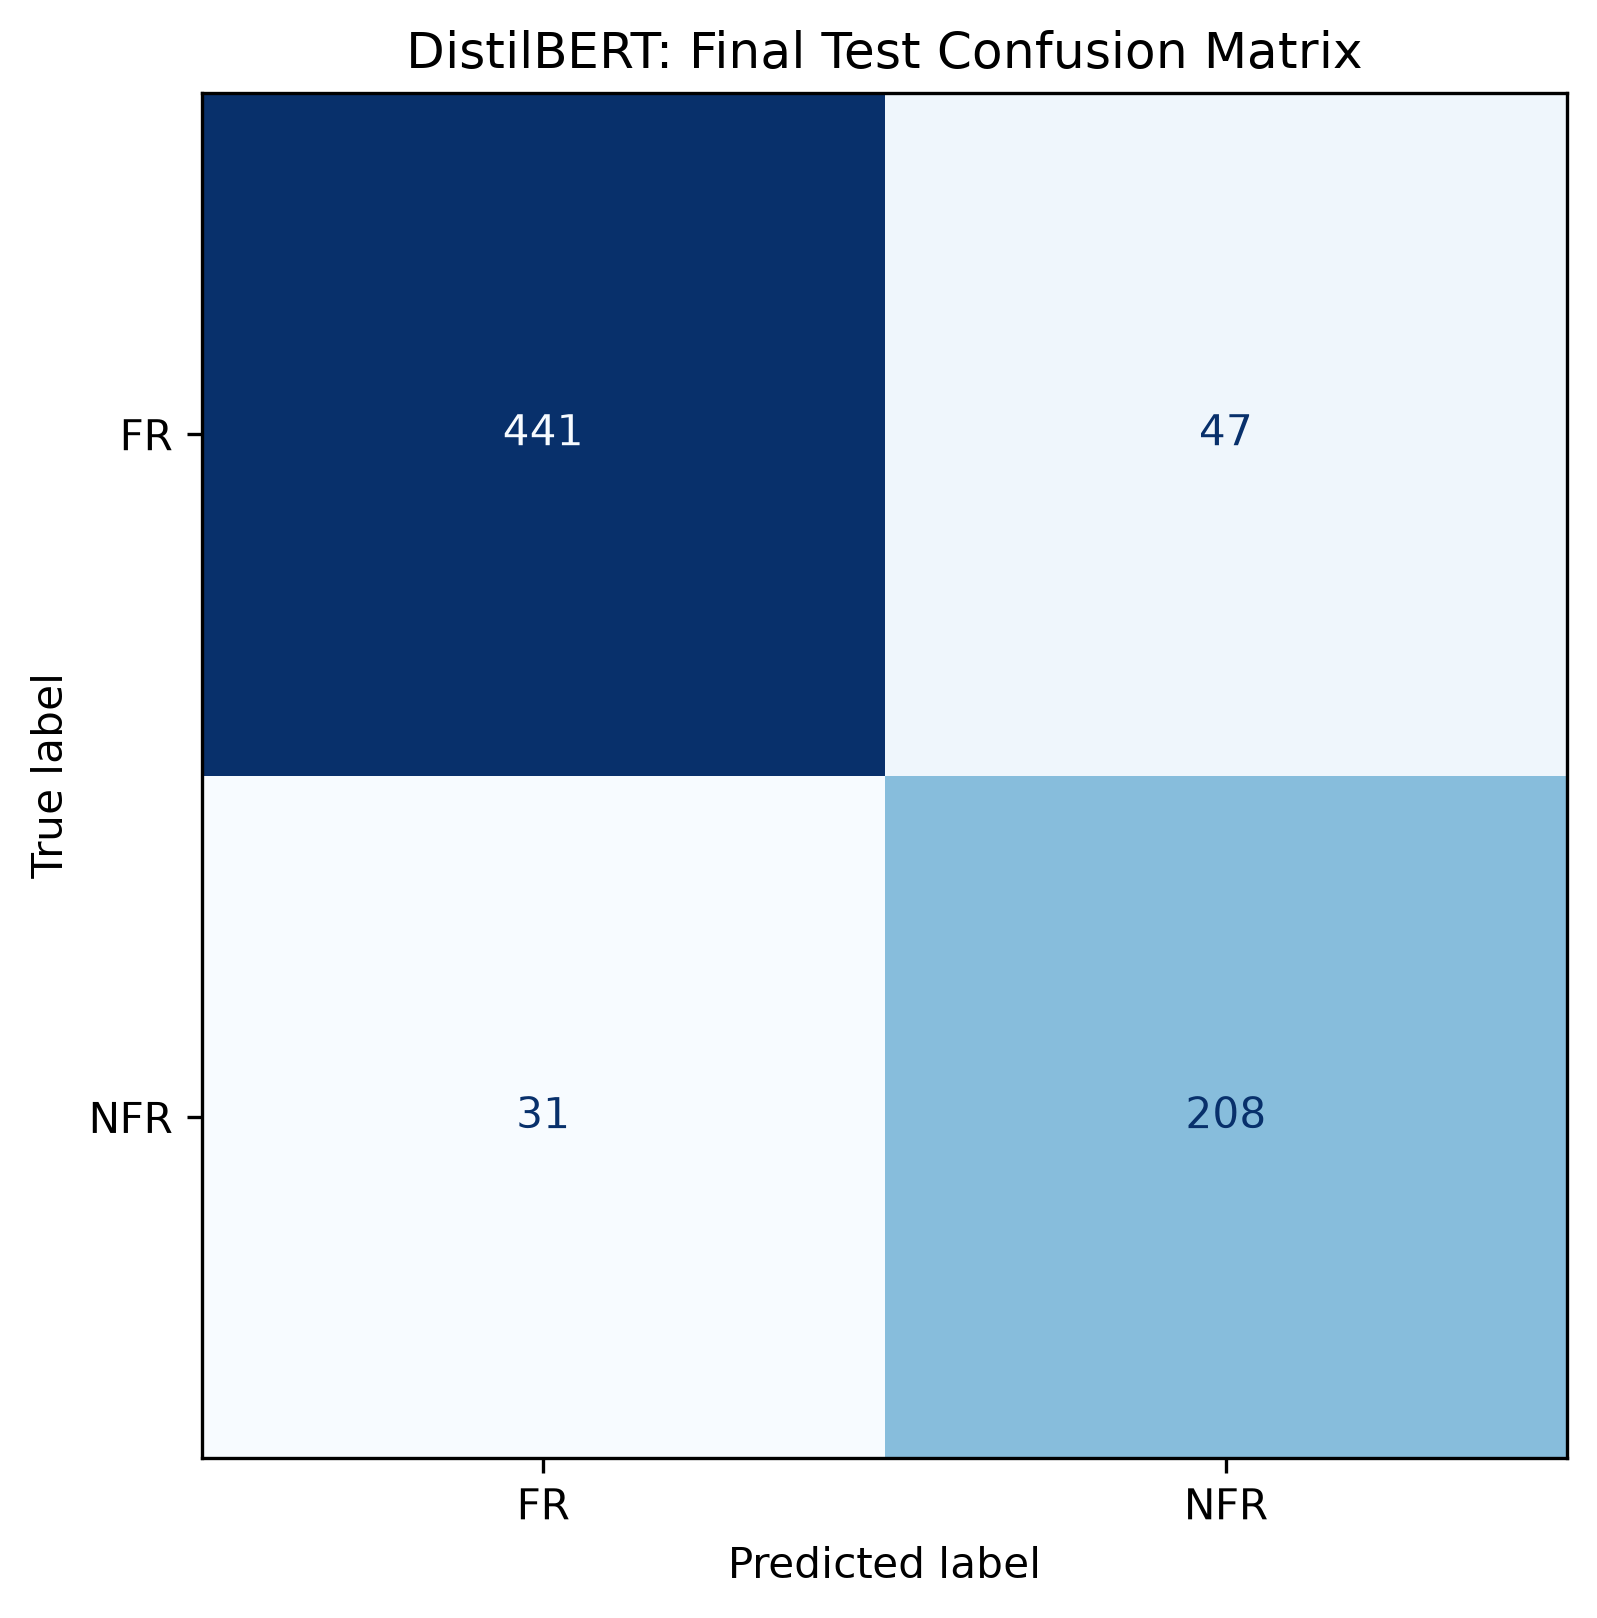 DistilBERT: Final Test Confusion Matrix
True label
FR
441
47
NFR
31
208
FR
NFR
Predicted label